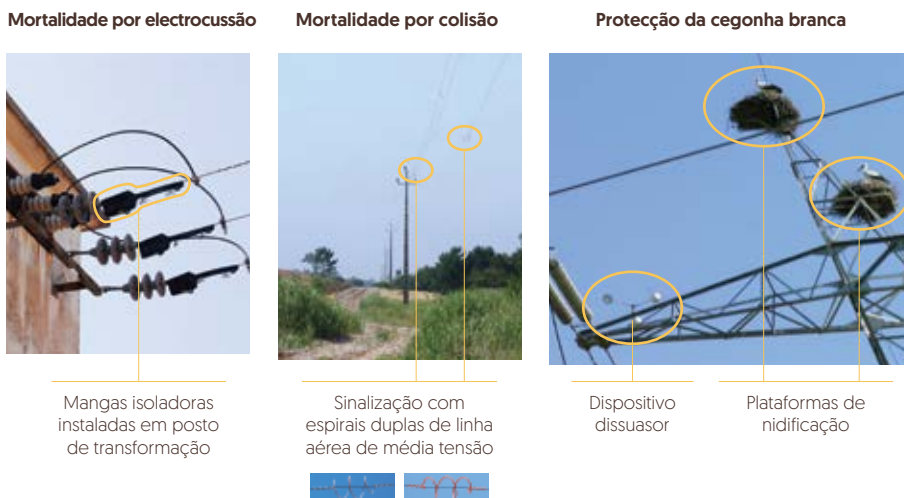 Mortalidade por electrocussão
Mortalidade por colisão
Protecção da cegonha branca
Mangas isoladoras
instaladas em posto
de transformação
Sinalização com
espirais duplas de linha
aérea de média tensão
Dispositivo
dissuasor
Plataformas de
nidificação